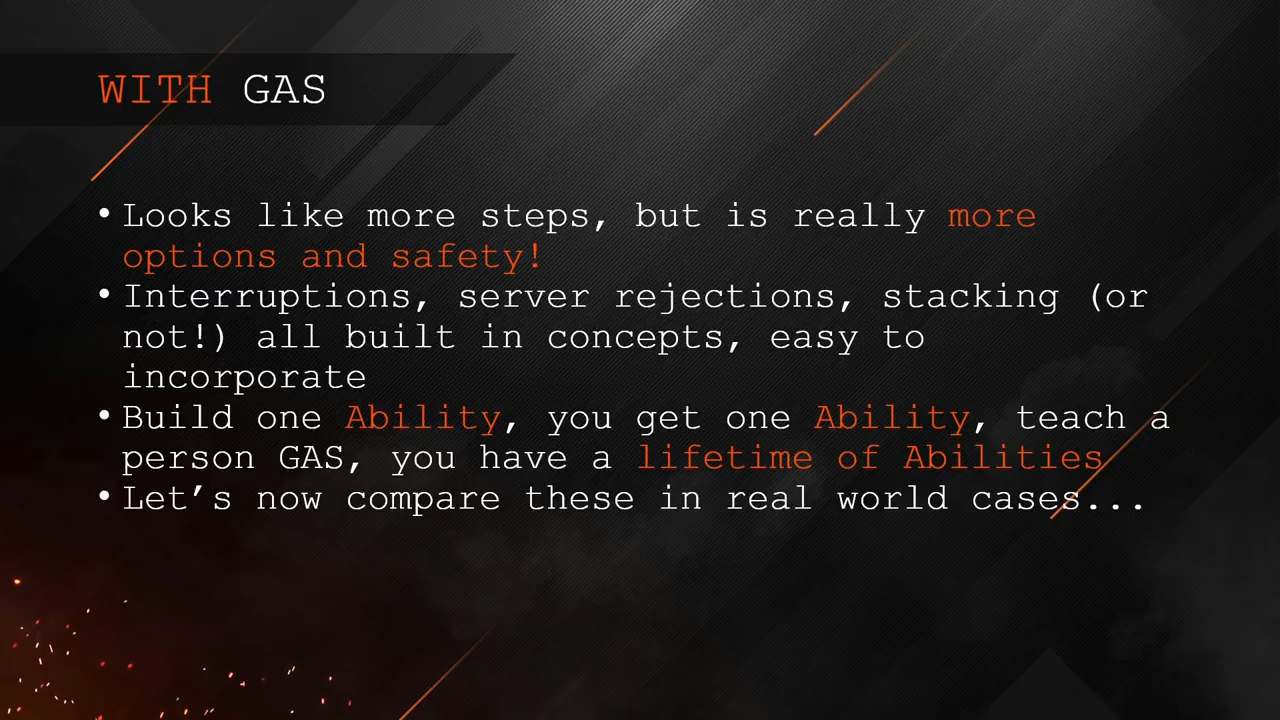 WITH GAS
• Looks like more steps, but is really more
options and safety!
• Interruptions, server rejections, stacking (or
not!) all built in concepts, easy to
incorporate
• Build one Ability, you get one Ability, teach a
person GAS, you have a lifetime of Abilities
• Let’s now compare these in real world cases...